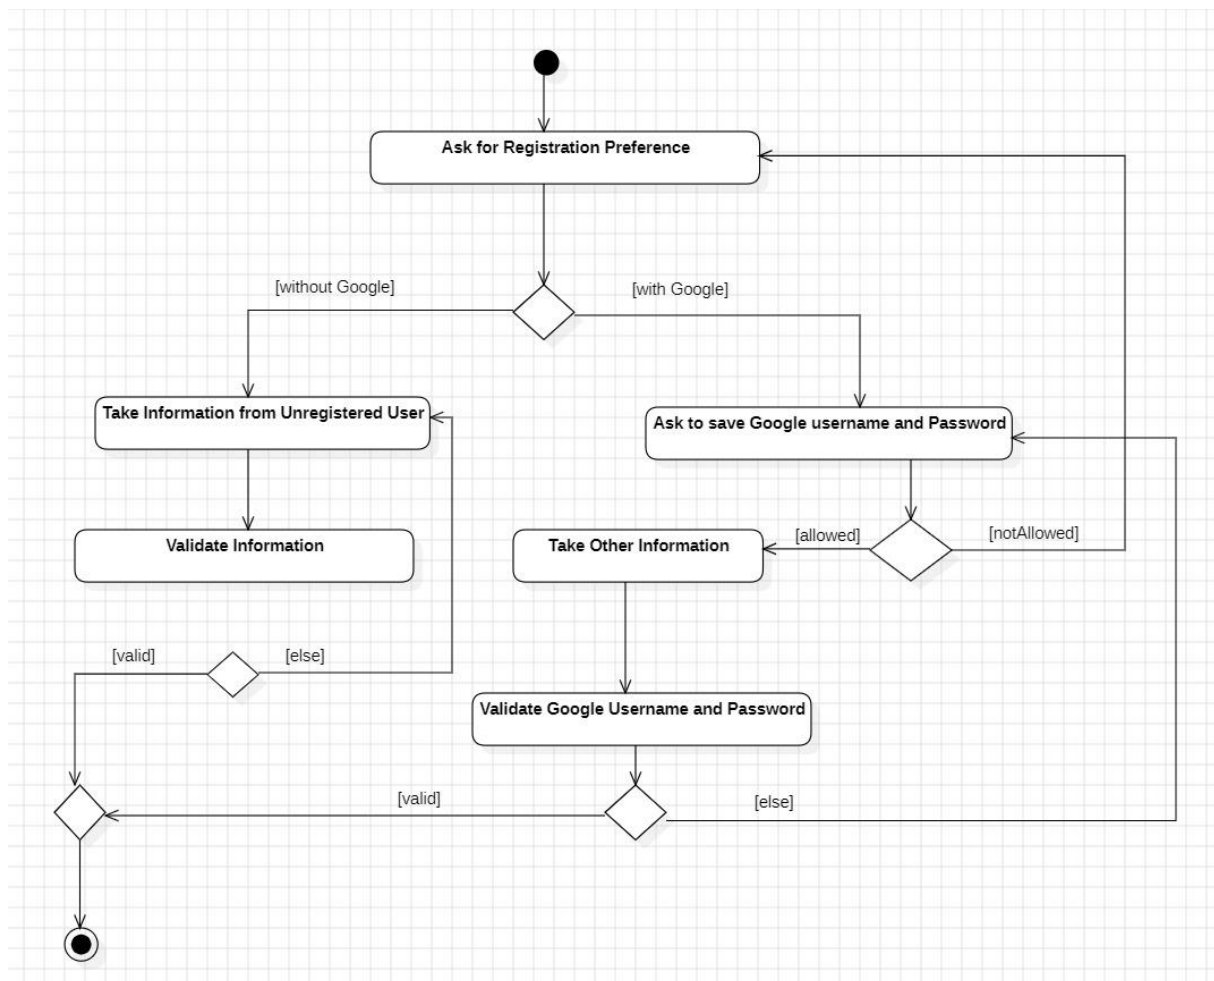 Ask for Registration Preference
[without Google]
[with Google]
Take Information from Unregistered User
Ask to save Google username and Password
Validate Information
Take Other Information
[allowed]
[notAllowed]
[valid]
[else]
Validate Google Username and Password
[valid]
[else]